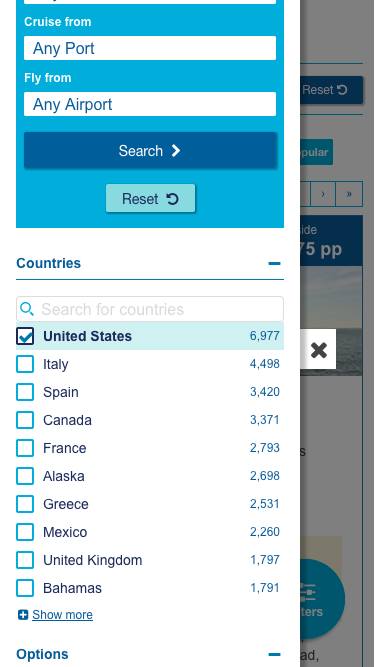 Cruise from
Any Port
Fly from
Any Airport
Search
Reset
Countries
Search for countries
United States 6,977
Italy 4,498
Spain 3,420
Canada 3,371
France 2,793
Alaska 2,698
Greece 2,531
Mexico 2,260
United Kingdom 1,797
Bahamas 1,791
Show more
Options
Reset
pular
› »
ide
75 pp
s
ters
ad,